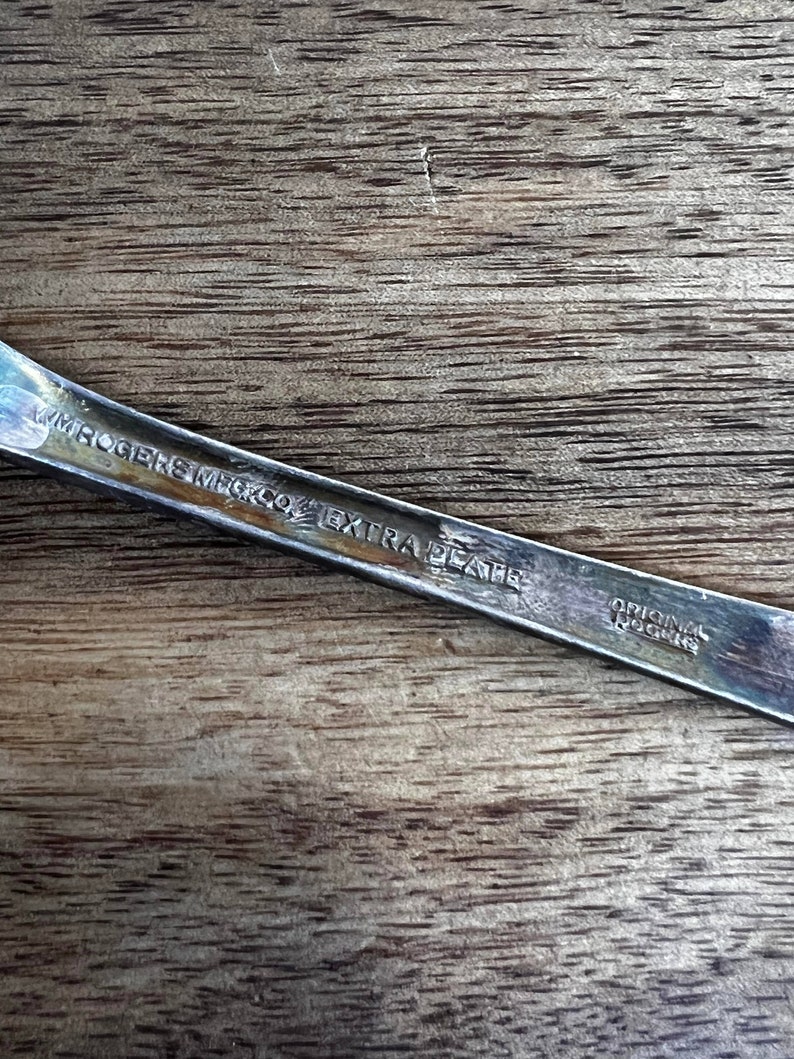 WM ROGERS MFG. CO. EXTRA PLATE
ORIGINAL
ROGERS